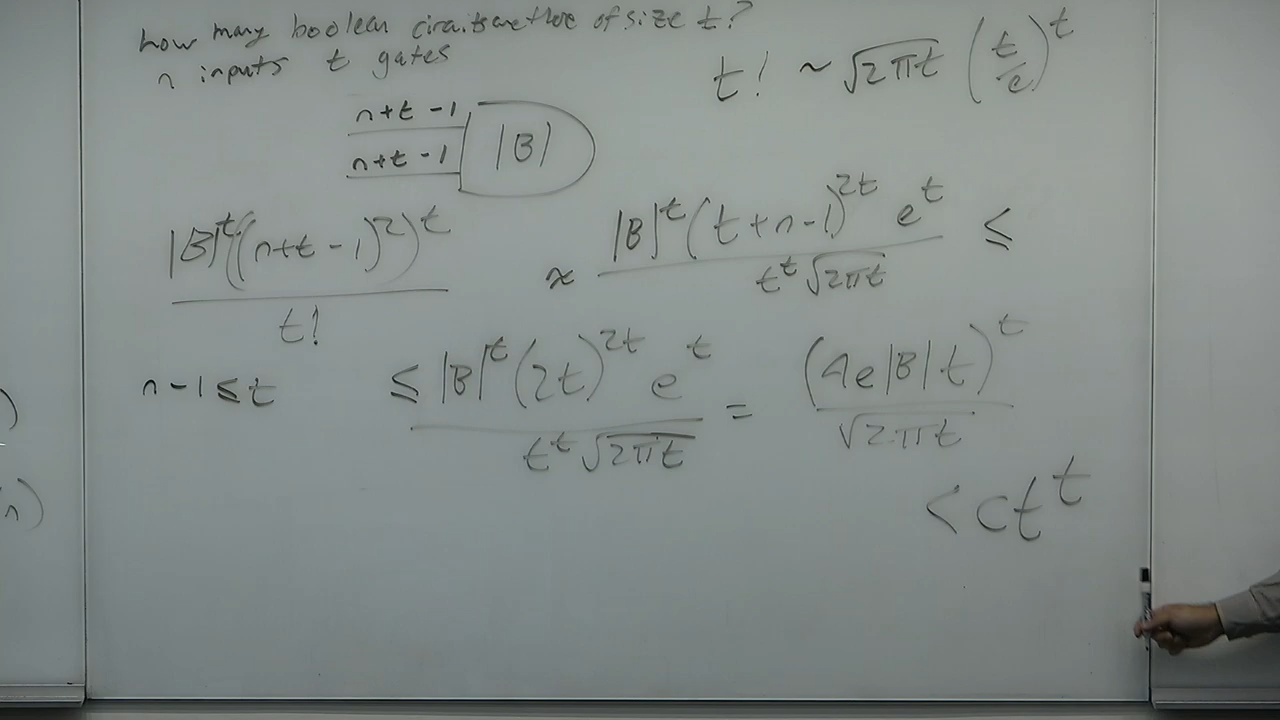 how many boolean circuits are there of size t?
n inputs t gates
t! ~ √2πt (t/e)^t
n+t-1
n+t-1
|B|
|B|^t((n+t-1)^2)^t / t!
≈ |B|^t(t+n-1)^2t e^t / t^t √2πt ≤
n-1≤t
≤ |B|^t(2t)^2t e^t / t^t √2πt = (4e|B|t)^t / √2πt
< ct^t
)
n)